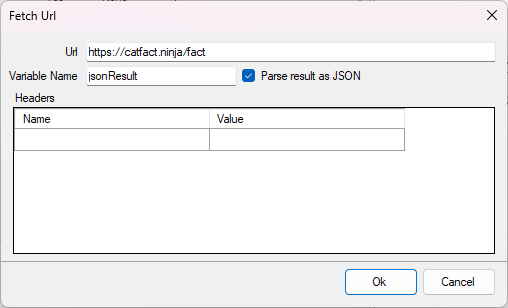 Fetch Url
Url https://catfact.ninja/fact
Variable Name jsonResult Parse result as JSON
Headers
Name Value
Ok Cancel